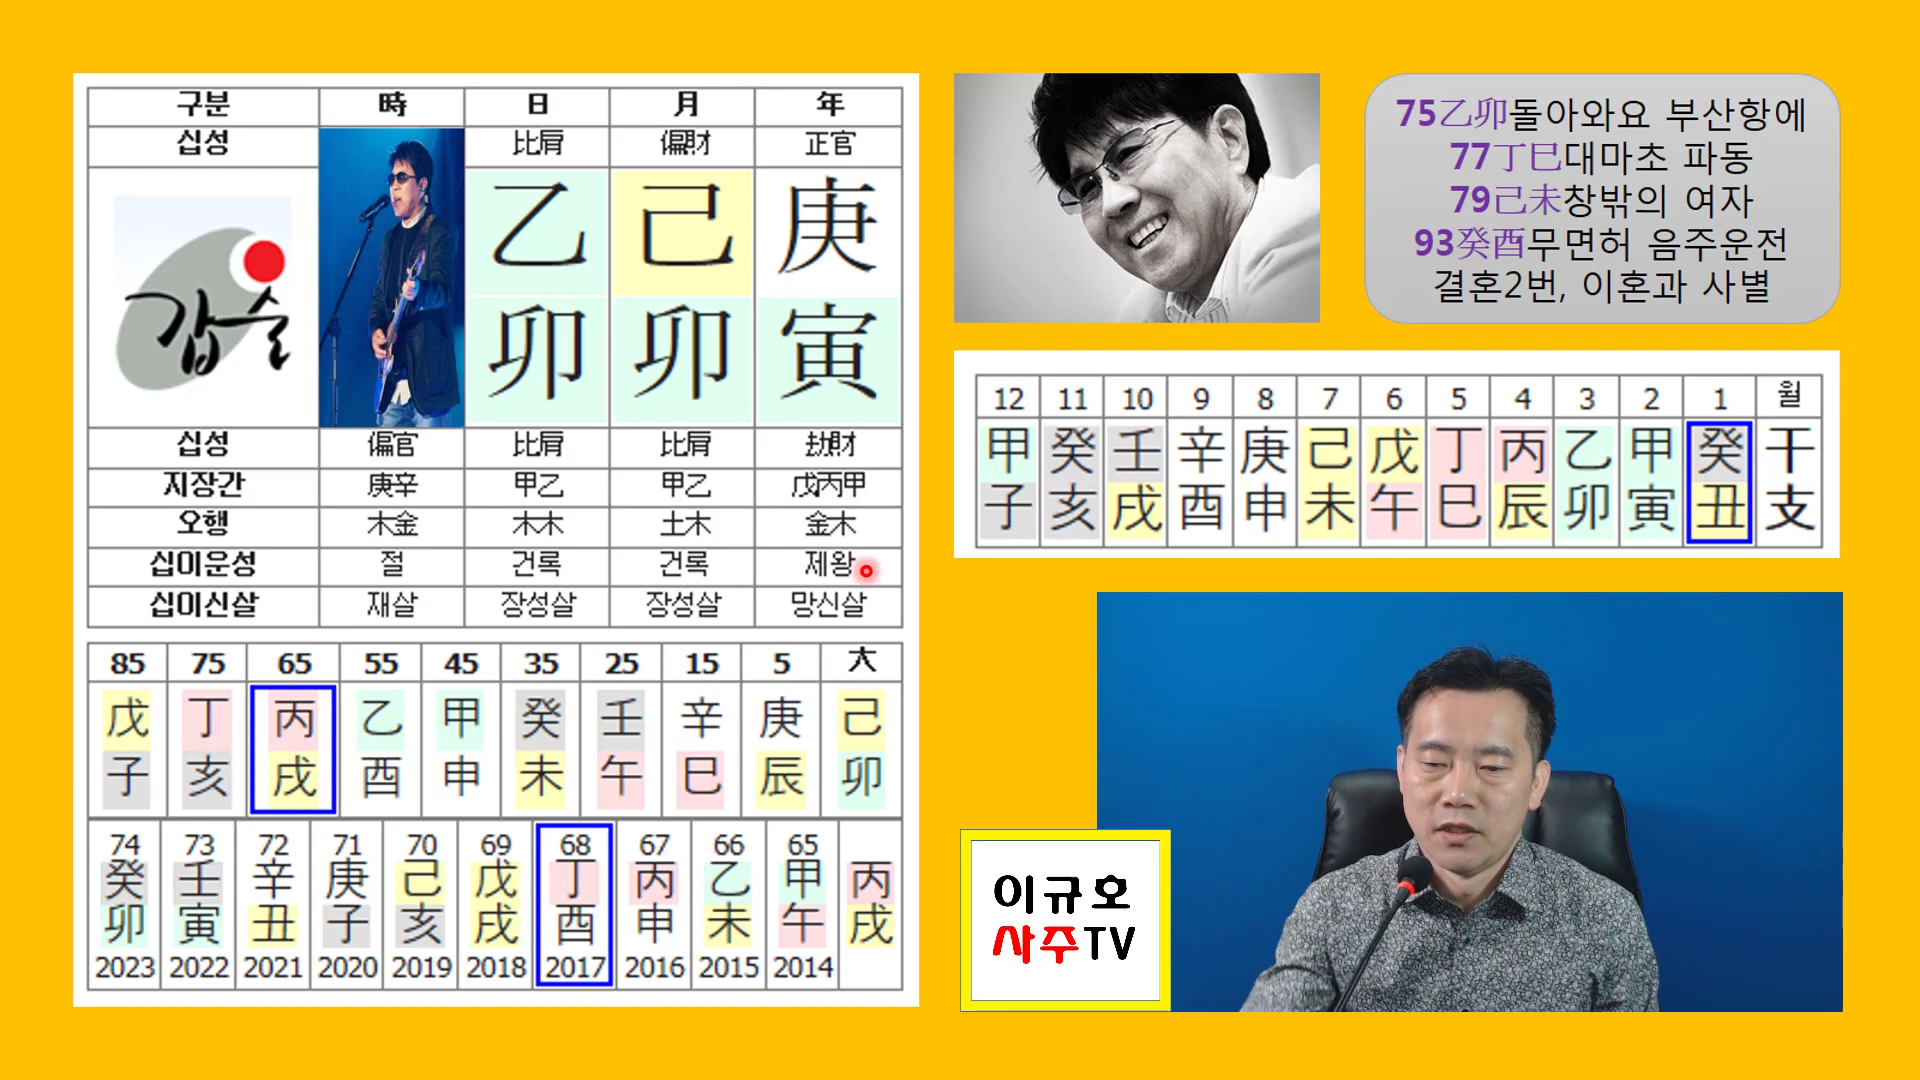 구분 時 日 月 年
십성 比肩 偏財 正官
乙 己 庚
卯 卯 寅
갑술
십성 偏官 比肩 比肩 劫財
지장간 庚辛 甲乙 甲乙 戊丙甲
오행 木金 木木 土木 金木
십이운성 절 건록 건록 제왕
십이신살 재살 장성살 장성살 망신살
85 75 65 55 45 35 25 15 5 大
戊 丁 丙 乙 甲 癸 壬 辛 庚 己
子 亥 戌 酉 申 未 午 巳 辰 卯
74 73 72 71 70 69 68 67 66 65
癸 壬 辛 庚 己 戊 丁 丙 乙 甲 丙
卯 寅 丑 子 亥 戌 酉 申 未 午 戌
2023 2022 2021 2020 2019 2018 2017 2016 2015 2014
75乙卯돌아와요 부산항에
77丁巳대마초 파동
79己未창밖의 여자
93癸酉무면허 음주운전
결혼2번, 이혼과 사별
12 11 10 9 8 7 6 5 4 3 2 1 월
甲 癸 壬 辛 庚 己 戊 丁 丙 乙 甲 癸 干
子 亥 戌 酉 申 未 午 巳 辰 卯 寅 丑 支
이규호
사주TV